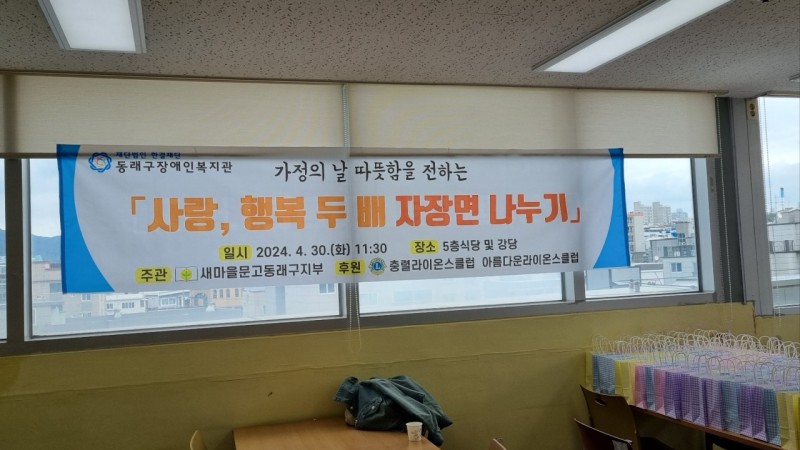 재단법인 한결재단
동래구장애인복지관
가정의 날 따뜻함을 전하는
「사랑, 행복 두 배 자장면 나누기」
일시 2024. 4. 30.(화) 11:30 장소 5층식당 및 강당
주관 새마을문고동래구지부 후원 충렬라이온스클럽 아름다운라이온스클럽